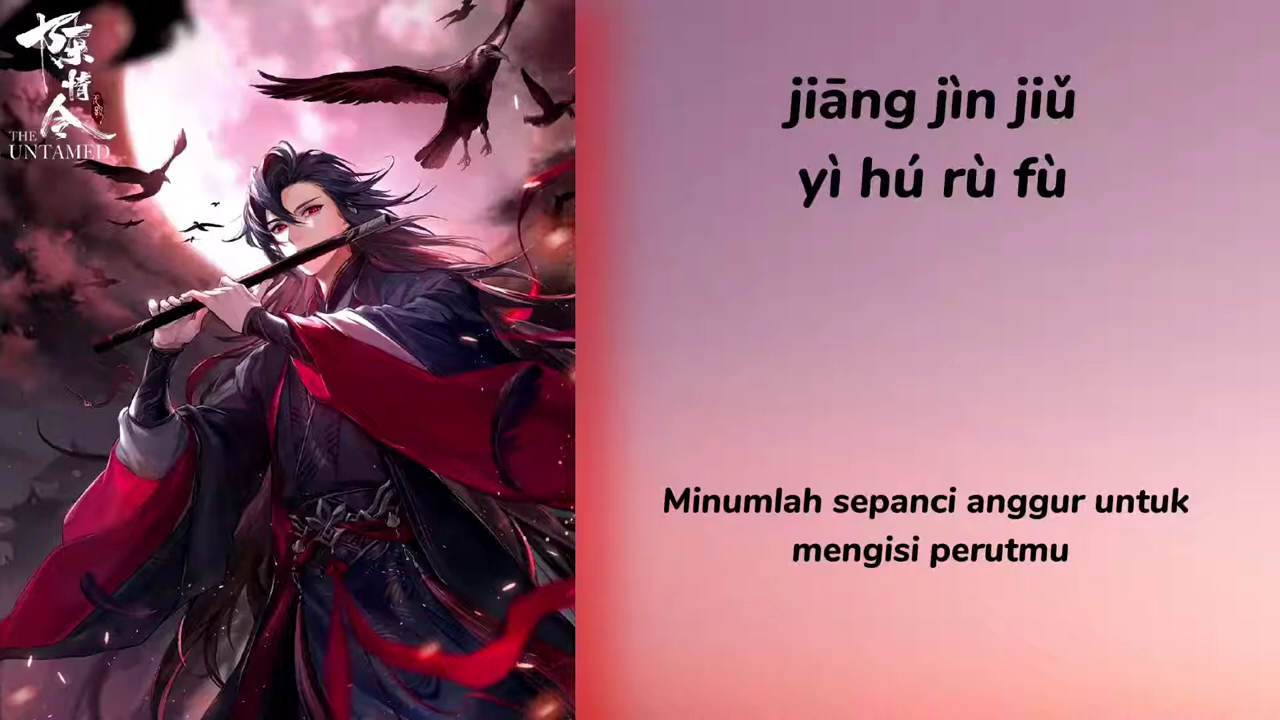 陈情令
THE
UNTAMED
jiāng jìn jiǔ
yì hú rù fù
Minumlah sepanci anggur untuk
mengisi perutmu